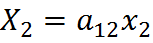 X₂ = a₁₂x₂